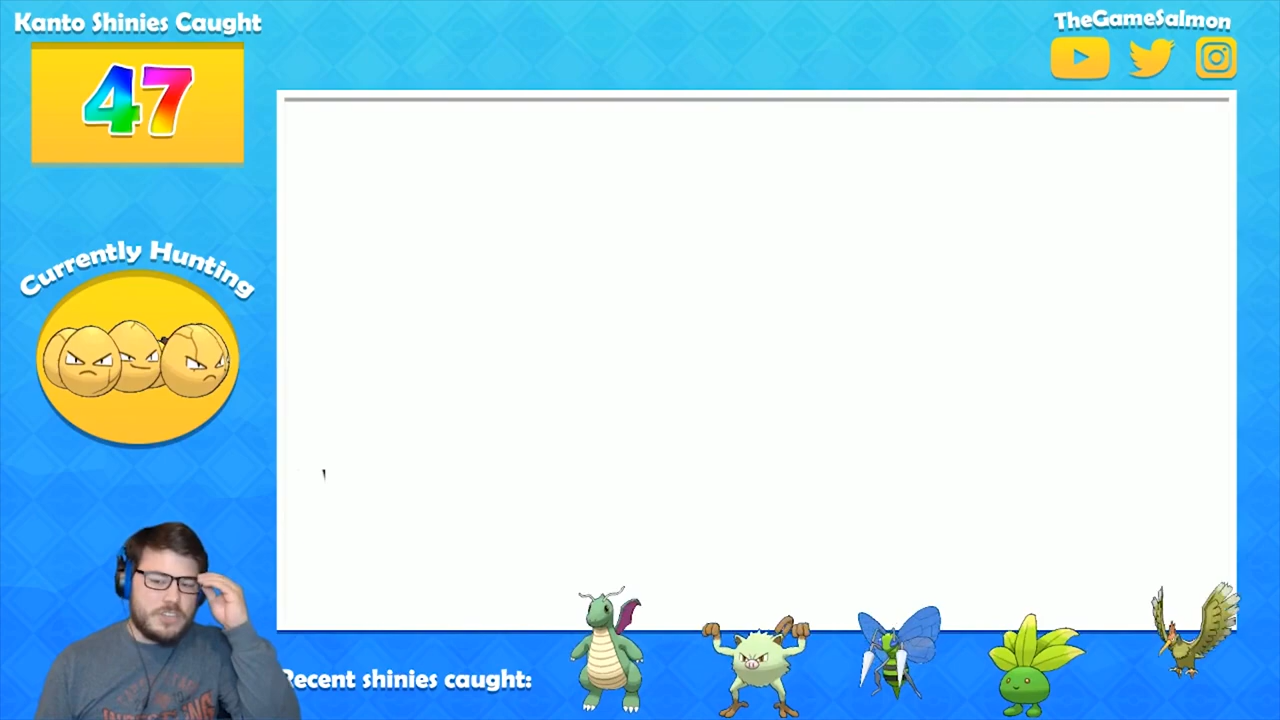 Kanto Shinies Caught
47
Currently Hunting
TheGameSalmon
Recent shinies caught: